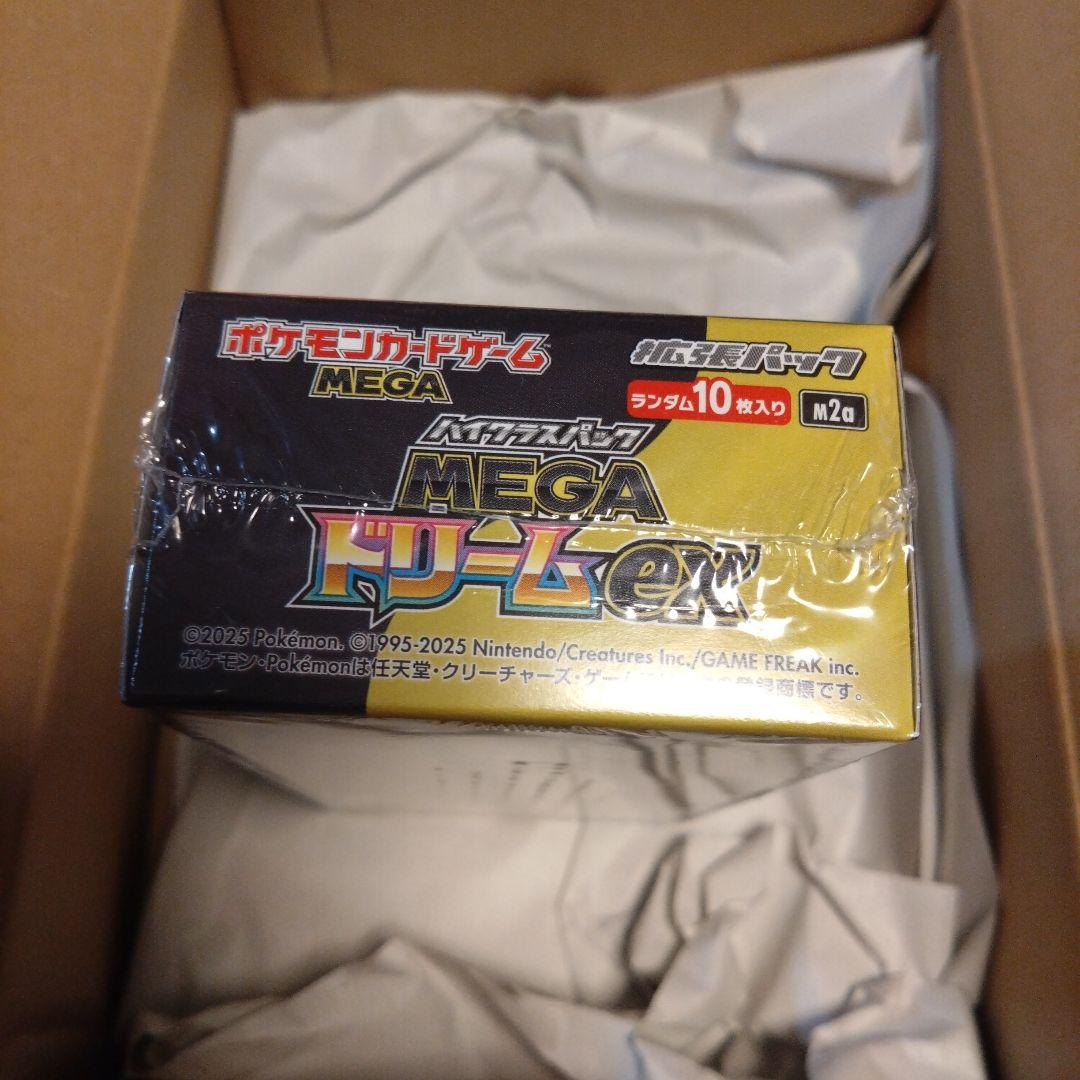 ポケモンカードゲーム
MEGA
拡張パック
ランダム10枚入り
M2a
ハイクラスパック
MEGA
ドリームex
©2025 Pokémon. ©1995-2025 Nintendo/Creatures Inc./GAME FREAK inc.
ポケモン・Pokémonは任天堂・クリーチャーズ・ゲーム の登録商標です。